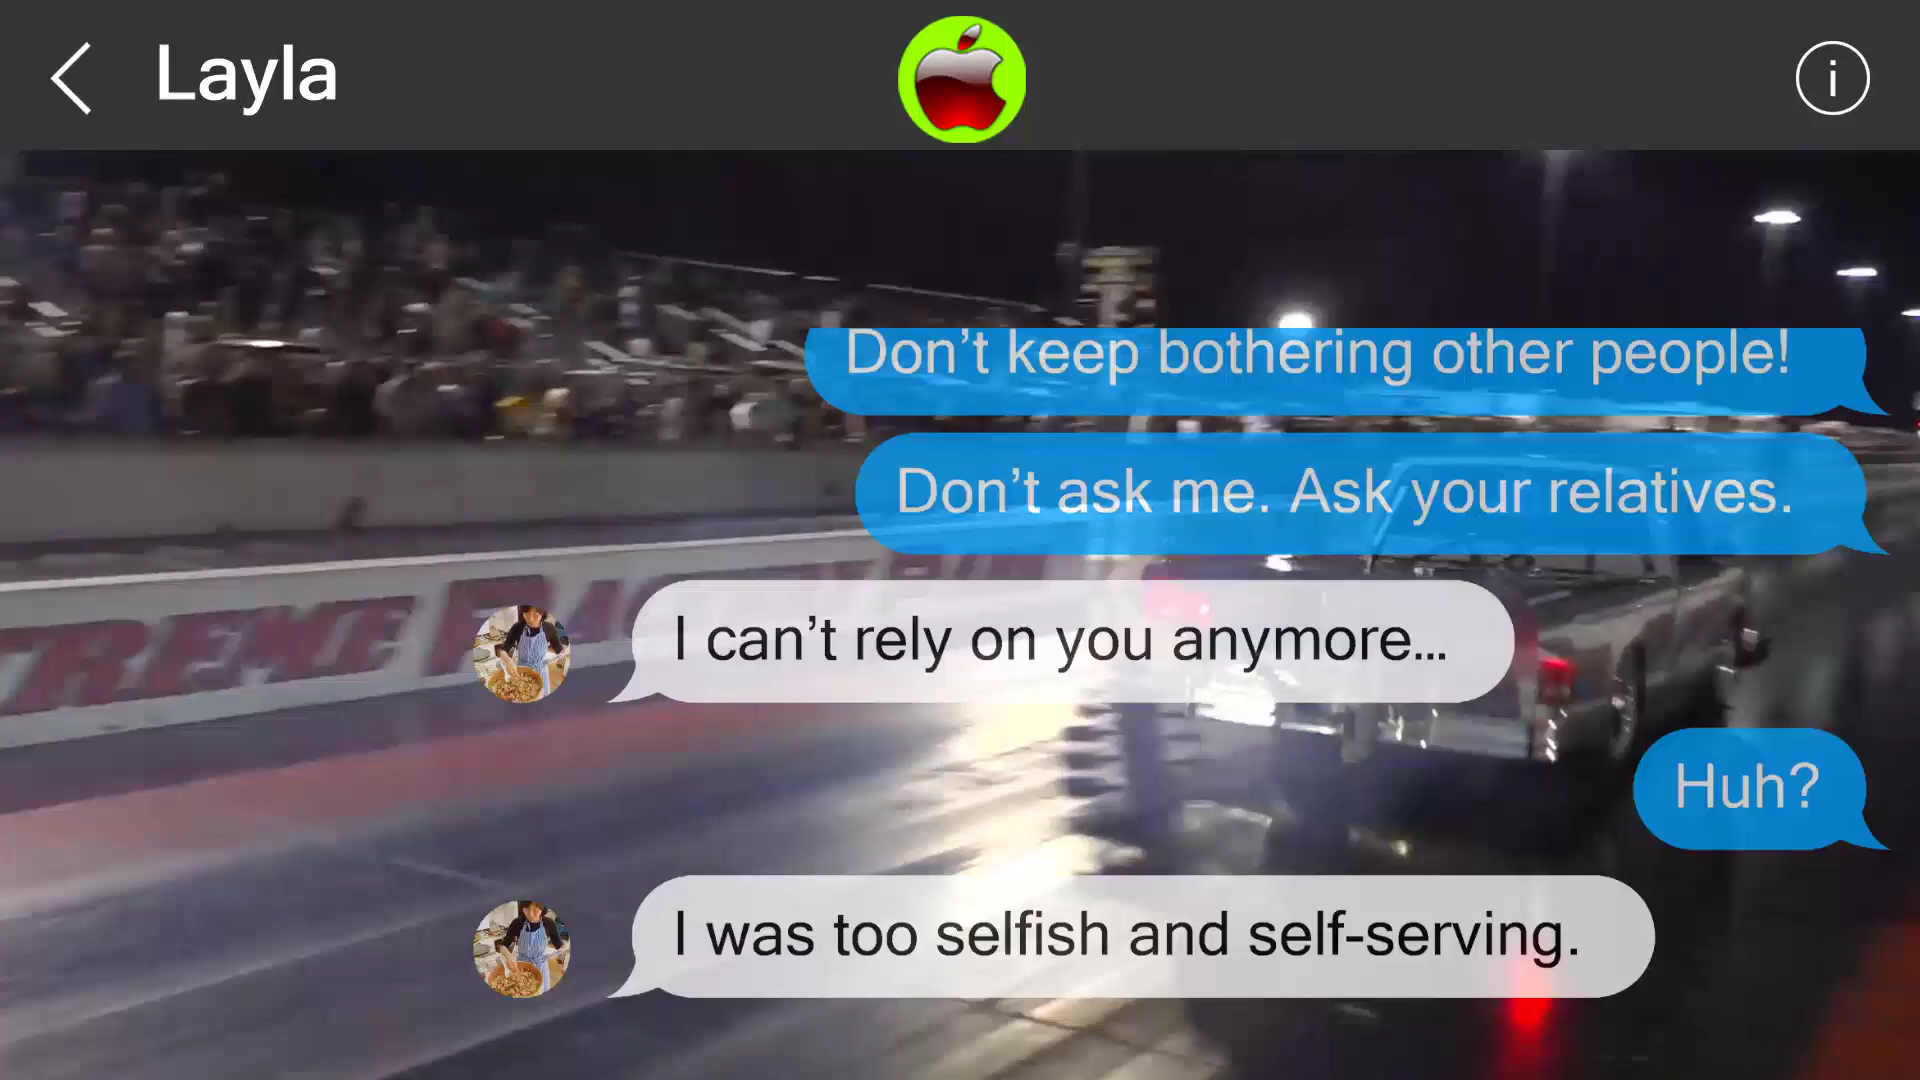 Layla
Don't keep bothering other people!
Don't ask me. Ask your relatives.
I can't rely on you anymore...
Huh?
I was too selfish and self-serving.